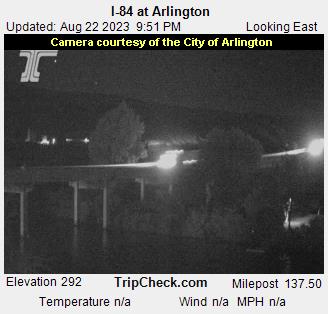 I-84 at Arlington
Updated: Aug 22 2023 9:51 PM Looking East
Camera courtesy of the City of Arlington
Elevation 292 TripCheck.com Milepost 137.50
Temperature n/a Wind n/a MPH n/a